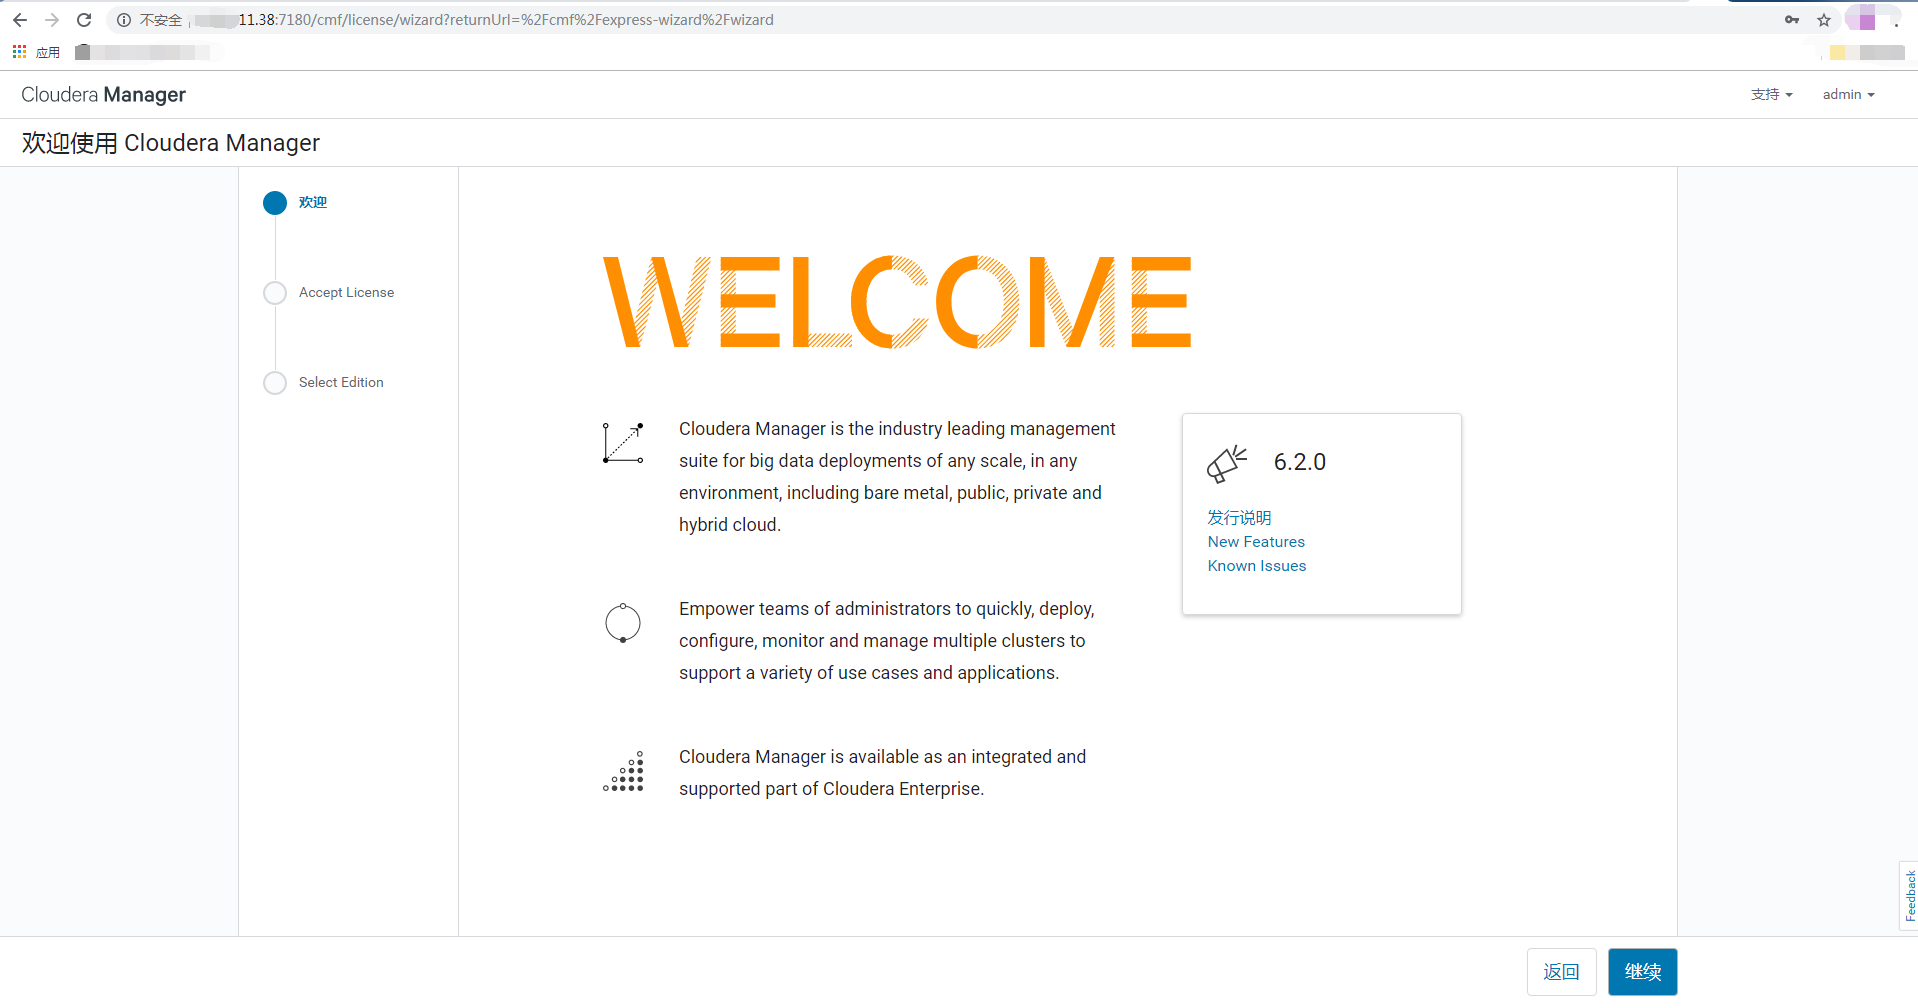 不安全 11.38:7180/cmf/license/wizard?returnUrl=%2Fcmf%2Fexpress-wizard%2Fwizard
应用
Cloudera Manager
支持 admin
欢迎使用 Cloudera Manager
欢迎
Accept License
Select Edition
WELCOME
Cloudera Manager is the industry leading management
suite for big data deployments of any scale, in any
environment, including bare metal, public, private and
hybrid cloud.
Empower teams of administrators to quickly, deploy,
configure, monitor and manage multiple clusters to
support a variety of use cases and applications.
Cloudera Manager is available as an integrated and
supported part of Cloudera Enterprise.
6.2.0
发行说明
New Features
Known Issues
Feedback
返回 继续